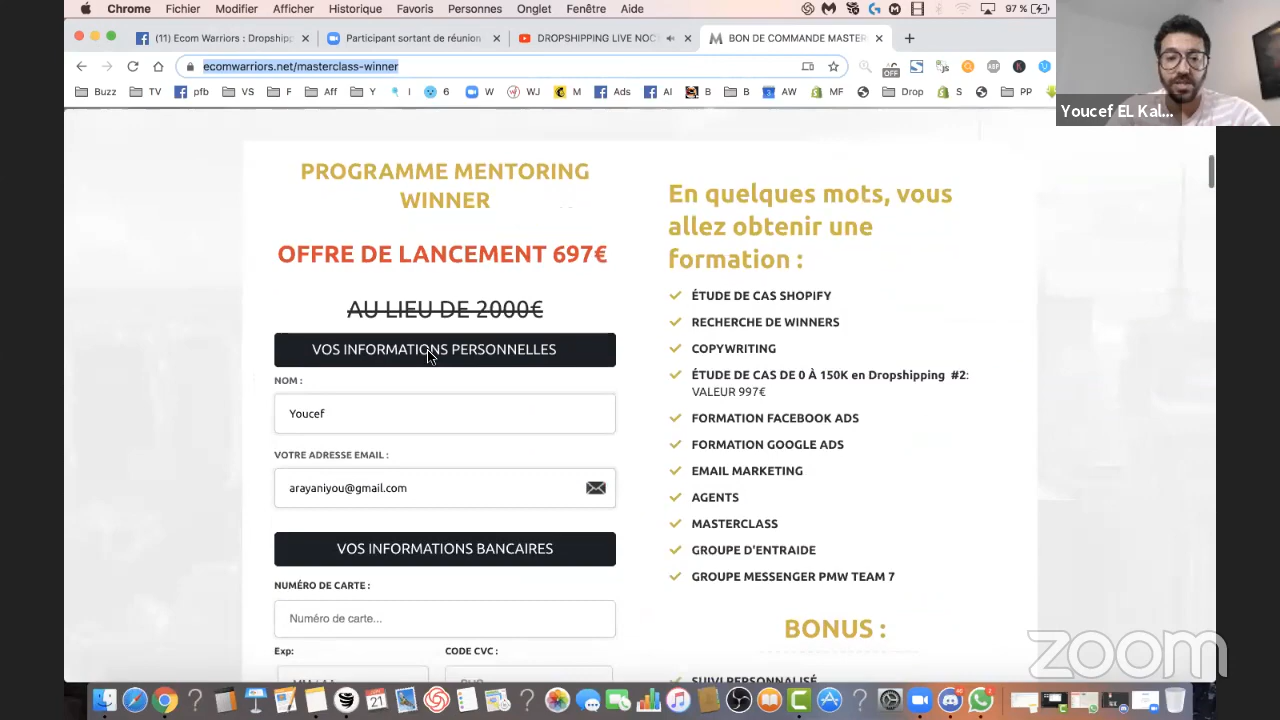 Chrome Fichier Modifier Afficher Historique Favoris Personnes Onglet Fenêtre Aide 97 %
(11) Ecom Warriors : Dropship Participant sortant de réunion DROPSHIPPING LIVE NOC BON DE COMMANDE MASTER
ecomwarriors.net/masterclass-winner
OFF
Buzz TV pfb VS F Aff Y I 6 W WJ M Ads AI B B AW MF Drop S PP
Youcef EL Kal...
PROGRAMME MENTORING
WINNER
OFFRE DE LANCEMENT 697€
AU LIEU DE 2000€
VOS INFORMATIONS PERSONNELLES
NOM :
Youcef
VOTRE ADRESSE EMAIL :
arayaniyou@gmail.com
VOS INFORMATIONS BANCAIRES
NUMÉRO DE CARTE :
Numéro de carte...
Exp: CODE CVC :
En quelques mots, vous
allez obtenir une
formation :
ÉTUDE DE CAS SHOPIFY
RECHERCHE DE WINNERS
COPYWRITING
ÉTUDE DE CAS DE 0 À 150K en Dropshipping #2:
VALEUR 997€
FORMATION FACEBOOK ADS
FORMATION GOOGLE ADS
EMAIL MARKETING
AGENTS
MASTERCLASS
GROUPE D'ENTRAIDE
GROUPE MESSENGER PMW TEAM 7
BONUS :
SUIVI PERSONNALISÉ
zoom